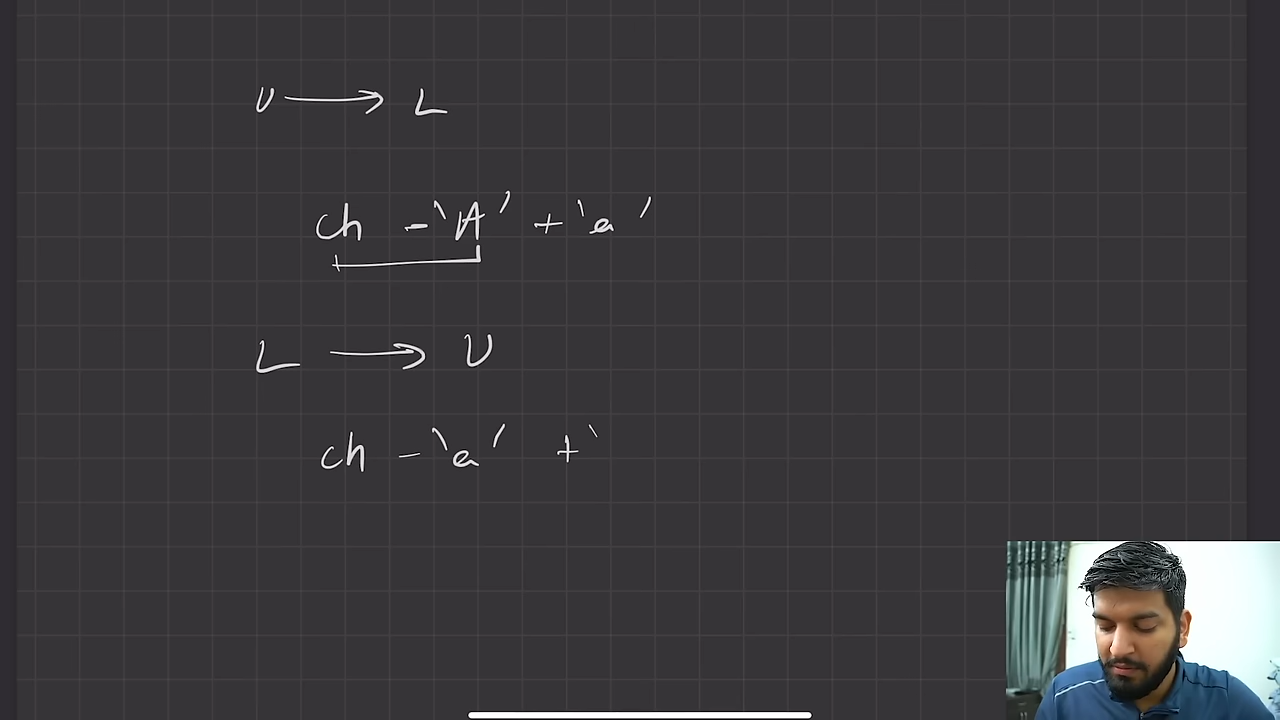 U → L
ch - 'A' + 'a'
L → U
ch - 'a' + '